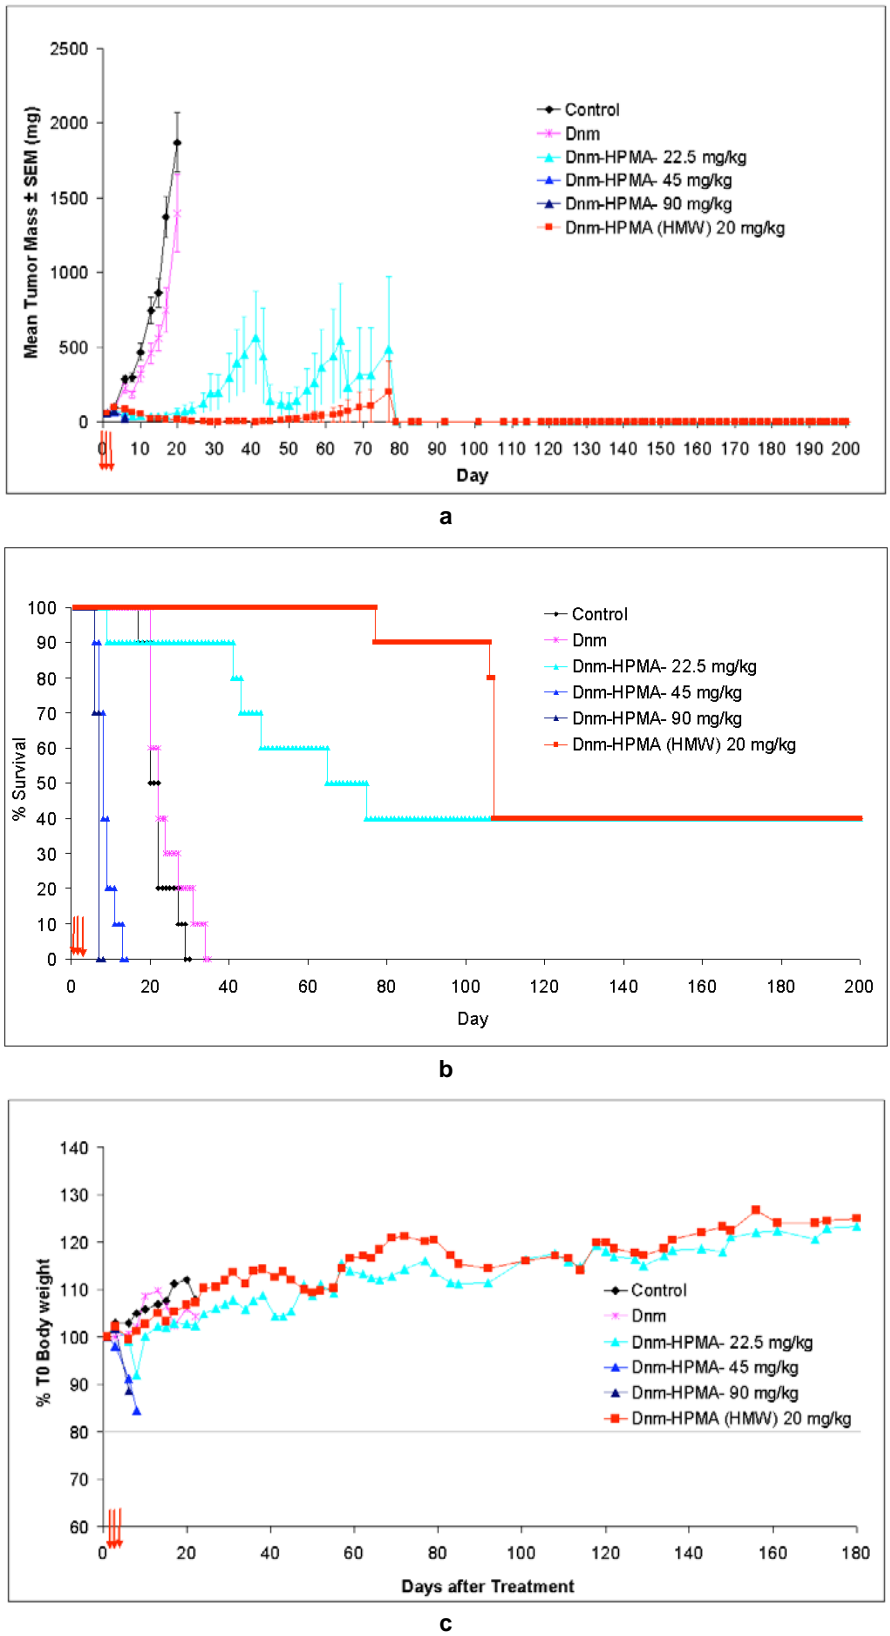 2500
2000
1500
1000
500
0
Mean Tumor Mass ± SEM (mg)
Control
Dnm
Dnm-HPMA- 22.5 mg/kg
Dnm-HPMA- 45 mg/kg
Dnm-HPMA- 90 mg/kg
Dnm-HPMA (HMW) 20 mg/kg
0 10 20 30 40 50 60 70 80 90 100 110 120 130 140 150 160 170 180 190 200
Day
a
100
90
80
70
60
50
40
30
20
10
0
% Survival
Control
Dnm
Dnm-HPMA- 22.5 mg/kg
Dnm-HPMA- 45 mg/kg
Dnm-HPMA- 90 mg/kg
Dnm-HPMA (HMW) 20 mg/kg
0 20 40 60 80 100 120 140 160 180 200
Day
b
140
130
120
110
100
90
80
70
60
% T0 Body weight
Control
Dnm
Dnm-HPMA- 22.5 mg/kg
Dnm-HPMA- 45 mg/kg
Dnm-HPMA- 90 mg/kg
Dnm-HPMA (HMW) 20 mg/kg
0 20 40 60 80 100 120 140 160 180
Days after Treatment
c